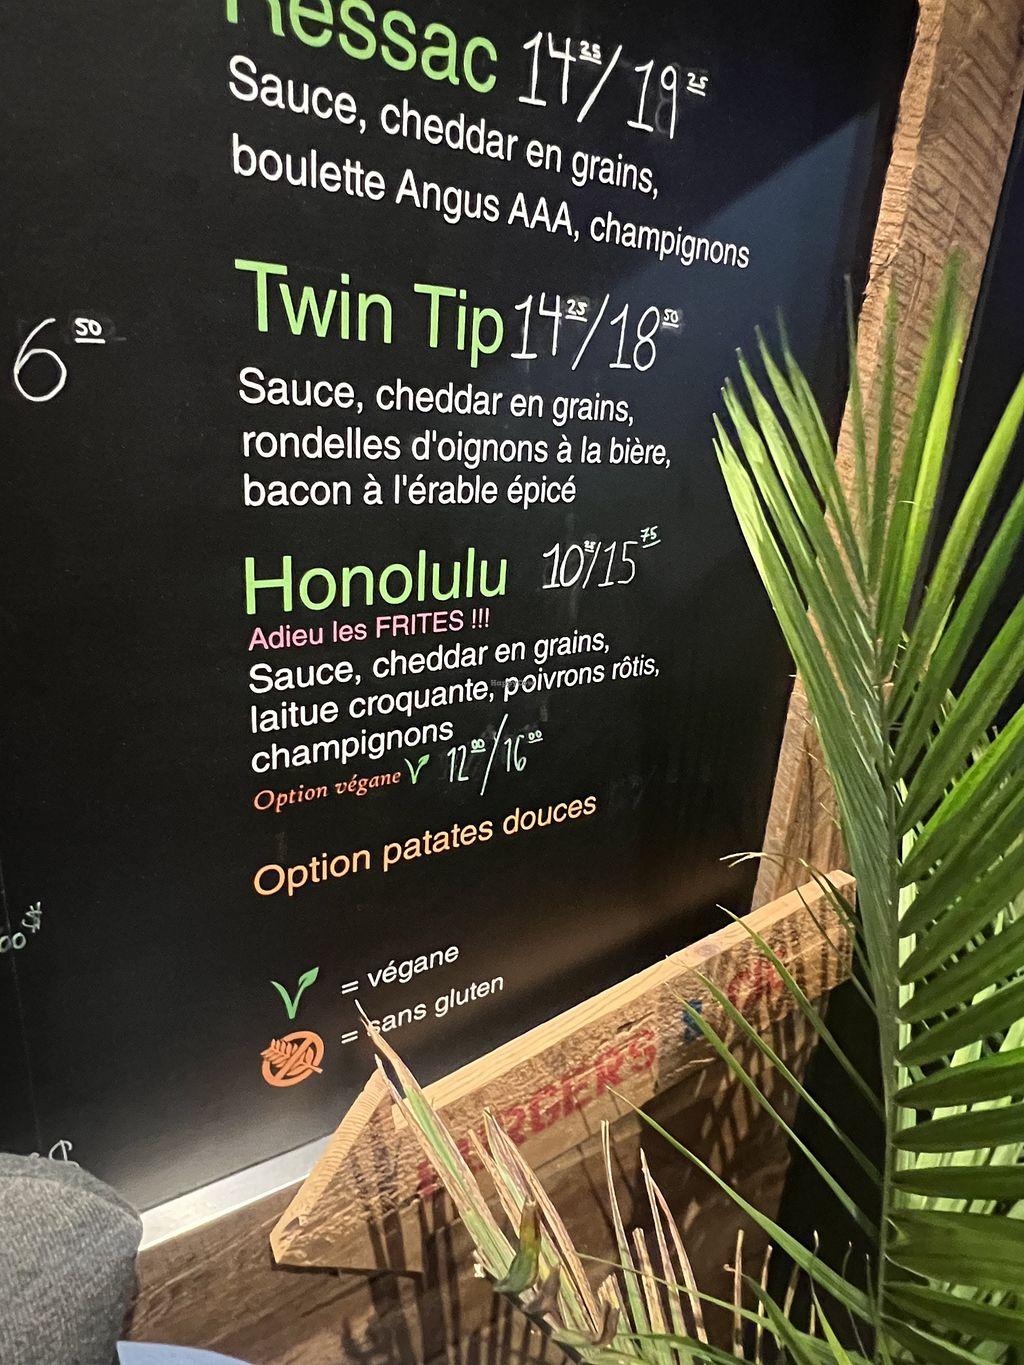 Ressac 14 25/19 25
Sauce, cheddar en grains,
boulette Angus AAA, champignons
Twin Tip 14 25/18 50
6 50
Sauce, cheddar en grains,
rondelles d'oignons à la bière,
bacon à l'érable épicé
Honolulu 10 25/15 75
Adieu les FRITES !!!
Sauce, cheddar en grains,
laitue croquante, poivrons rôtis,
champignons
Option végane V 12 00/16 00
Option patates douces
V = végane
= sans gluten
BURGERS